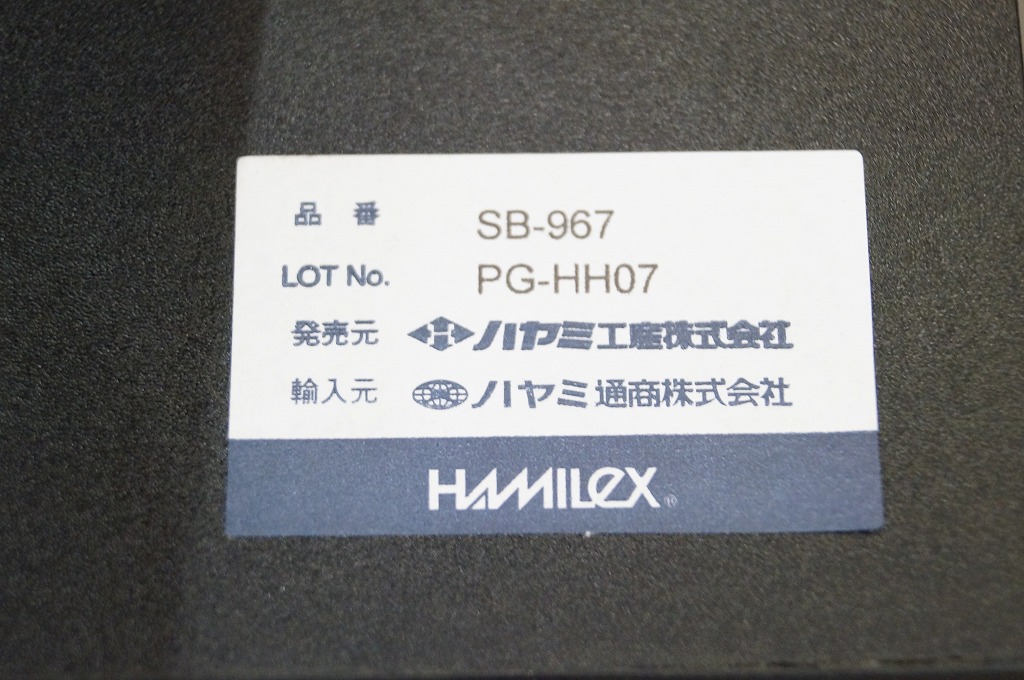 品番 SB-967
LOT No. PG-HH07
発売元 ハヤミ工産株式会社
輸入元 ハヤミ通商株式会社
HAMILEX®